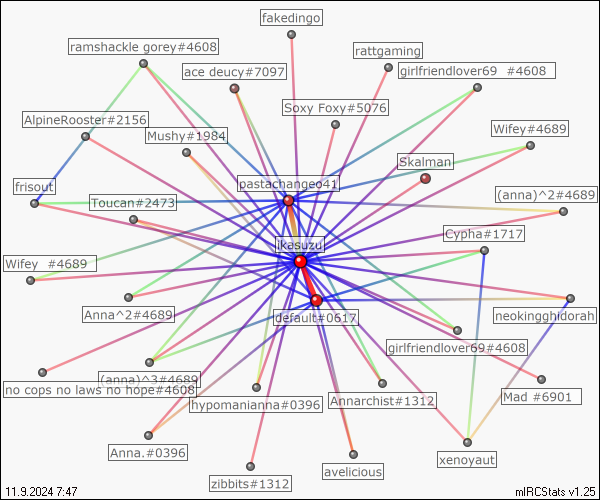 fakedingo
ramshackle gorey#4608
rattgaming
ace deucy#7097
girlfriendlover69 #4608
Soxy Foxy#5076
AlpineRooster#2156
Mushy#1984
Wifey#4689
Skalman
pastachangeo41
frisout
(anna)^2#4689
Toucan#2473
Cypha#1717
ikasuzu
Wifey #4689
Anna^2#4689
default#0617
neokingghidorah
girlfriendlover69#4608
(anna)^3#4689
no cops no laws no hope#4608
Mad #6901
hypomanianna#0396
Annarchist#1312
Anna.#0396
xenoyaut
avelicious
zibbits#1312
11.9.2024 7:47
mIRCStats v1.25